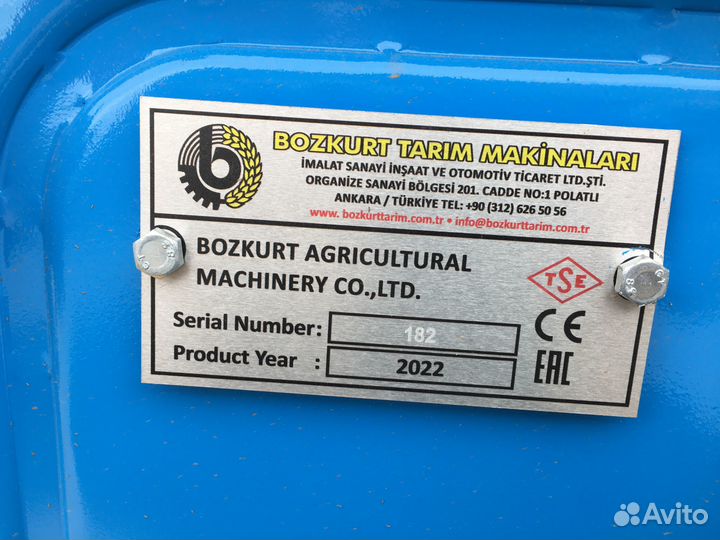 BOZKURT TARIM MAKİNALARI
İMALAT SANAYİ İNŞAAT VE OTOMOTİV TİCARET LTD.ŞTİ.
ORGANİZE SANAYİ BÖLGESİ 201. CADDE NO:1 POLATLI
ANKARA / TÜRKİYE TEL: +90 (312) 626 50 56
www. bozkurttarim.com.tr • info@bozkurttarim.com.tr
BOZKURT AGRICULTURAL
MACHINERY CO.,LTD.
TSE
Serial Number: 182
CE
Product Year : 2022
EAC
Avito